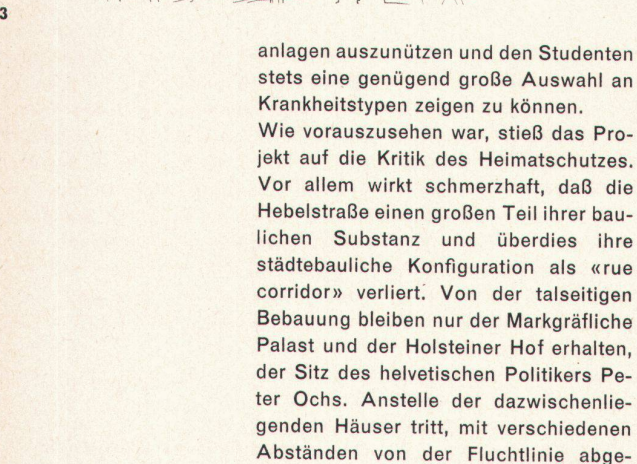 3
anlagen auszunützen und den Studenten
stets eine genügend große Auswahl an
Krankheitstypen zeigen zu können.
Wie vorauszusehen war, stieß das Pro-
jekt auf die Kritik des Heimatschutzes.
Vor allem wirkt schmerzhaft, daß die
Hebelstraße einen großen Teil ihrer bau-
lichen Substanz und überdies ihre
städtebauliche Konfiguration als «rue
corridor» verliert. Von der talseitigen
Bebauung bleiben nur der Markgräfliche
Palast und der Holsteiner Hof erhalten,
der Sitz des helvetischen Politikers Pe-
ter Ochs. Anstelle der dazwischenlie-
genden Häuser tritt, mit verschiedenen
Abständen von der Fluchtlinie abge-